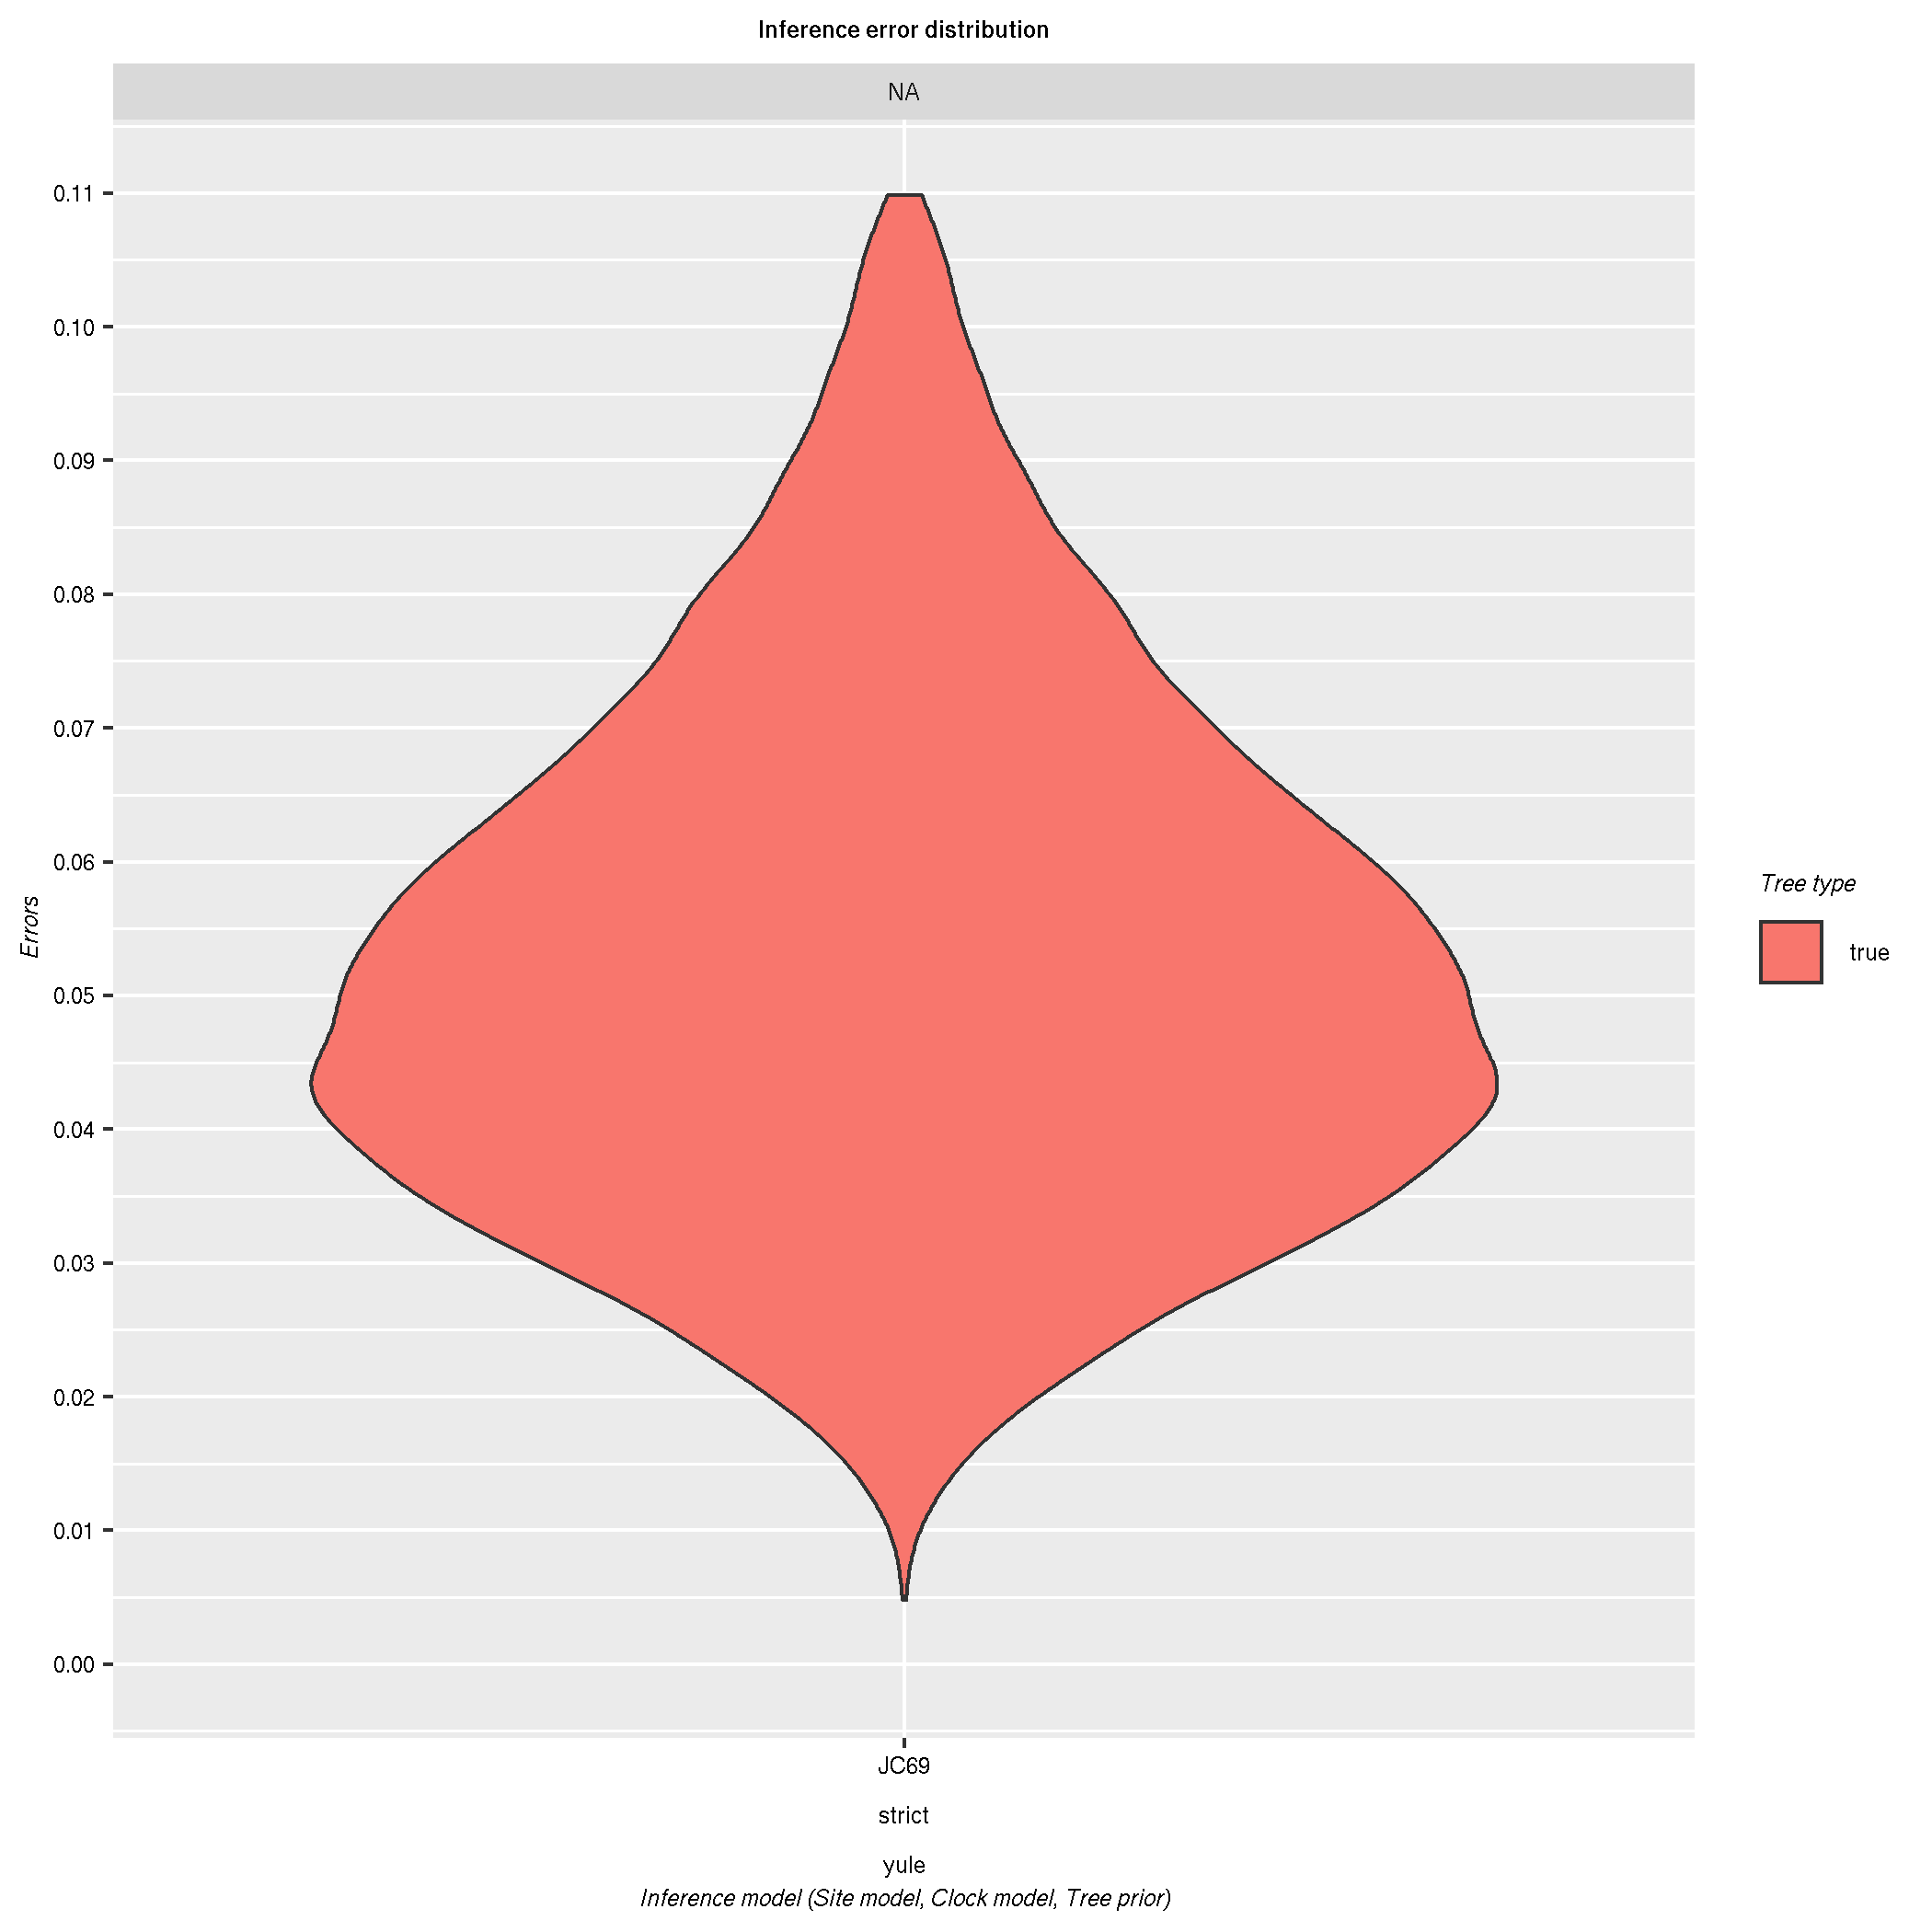 Inference error distribution
NA
0.11
0.10
0.09
0.08
0.07
0.06
0.05
0.04
0.03
0.02
0.01
0.00
Errors
JC69
strict
yule
Inference model (Site model, Clock model, Tree prior)
Tree type
true